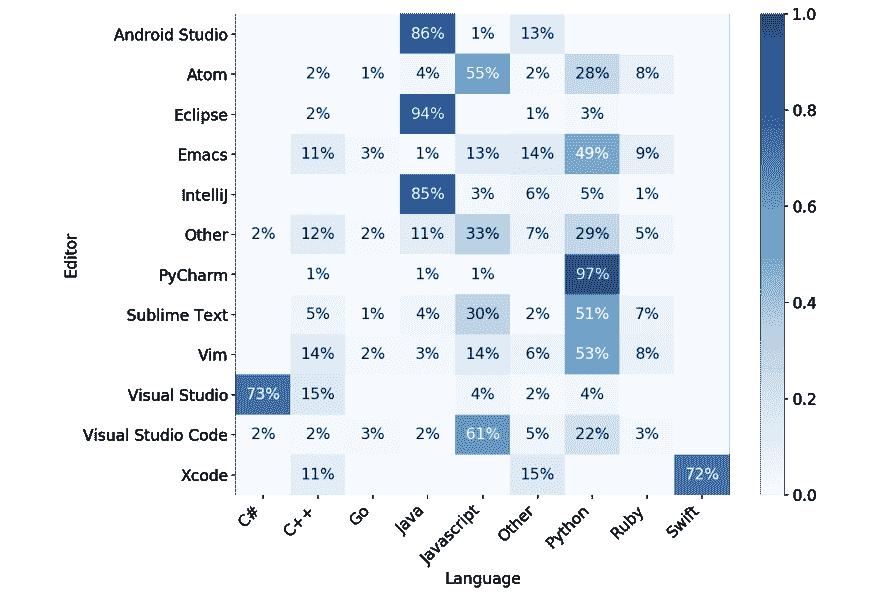 Android Studio 86% 1% 13%
Atom 2% 1% 4% 55% 2% 28% 8%
Eclipse 2% 94% 1% 3%
Emacs 11% 3% 1% 13% 14% 49% 9%
IntelliJ 85% 3% 6% 5% 1%
Other 2% 12% 2% 11% 33% 7% 29% 5%
PyCharm 1% 1% 1% 97%
Sublime Text 5% 1% 4% 30% 2% 51% 7%
Vim 14% 2% 3% 14% 6% 53% 8%
Visual Studio 73% 15% 4% 2% 4%
Visual Studio Code 2% 2% 3% 2% 61% 5% 22% 3%
Xcode 11% 15% 72%
Editor
C# C++ Go Java Javascript Other Python Ruby Swift
Language
1.0
0.8
0.6
0.4
0.2
0.0